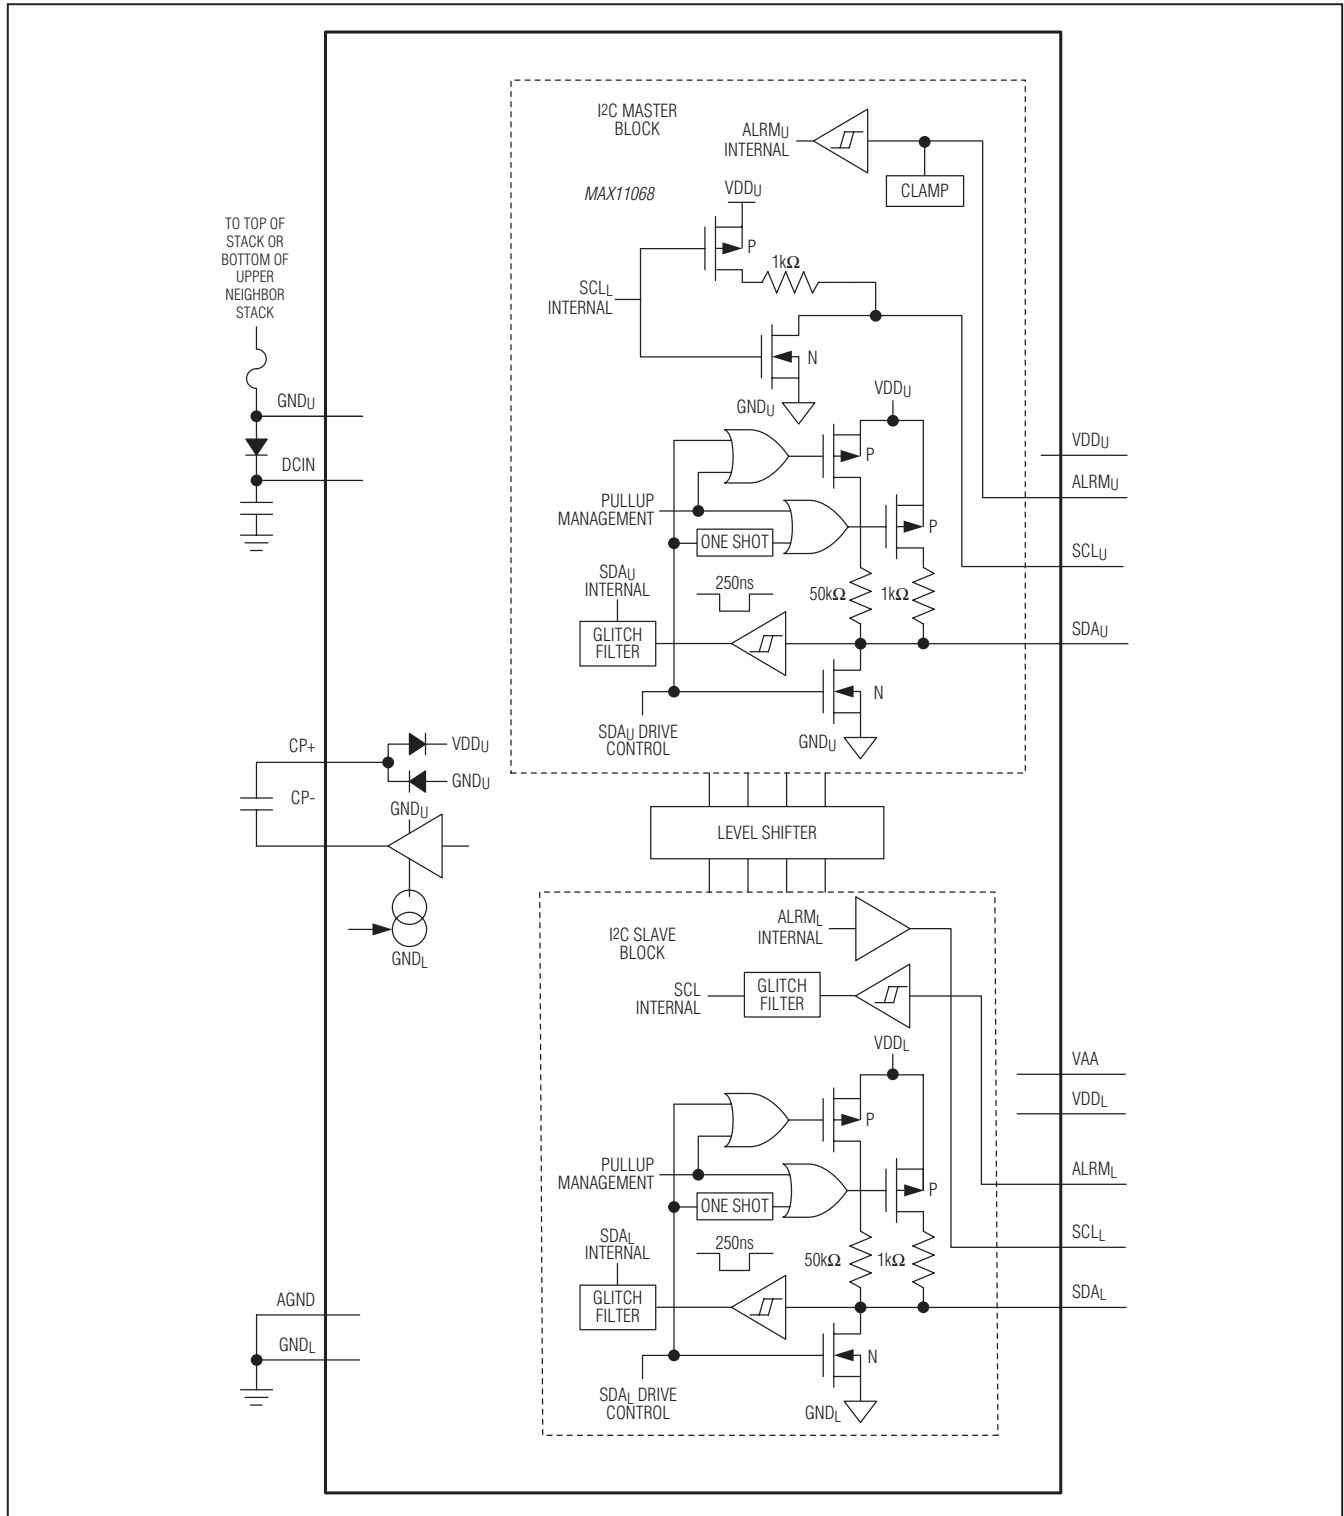 I2C MASTER
BLOCK
ALRMU
INTERNAL
CLAMP
MAX11068
VDDU
P
1kΩ
SCLL
INTERNAL
N
GNDU
TO TOP OF
STACK OR
BOTTOM OF
UPPER
NEIGHBOR
STACK
GNDU
DCIN
VDDU
P
PULLUP
MANAGEMENT
ONE SHOT
P
SDAU
INTERNAL
250ns
50kΩ
1kΩ
GLITCH
FILTER
N
SDAU DRIVE
CONTROL
GNDU
VDDU
ALRMU
SCLU
SDAU
CP+
VDDU
GNDU
CP-
GNDU
GNDL
LEVEL SHIFTER
I2C SLAVE
BLOCK
ALRML
INTERNAL
SCL
INTERNAL
GLITCH
FILTER
VDDL
P
PULLUP
MANAGEMENT
ONE SHOT
P
SDAL
INTERNAL
250ns
50kΩ
1kΩ
GLITCH
FILTER
N
SDAL DRIVE
CONTROL
GNDL
VAA
VDDL
ALRML
SCLL
SDAL
AGND
GNDL